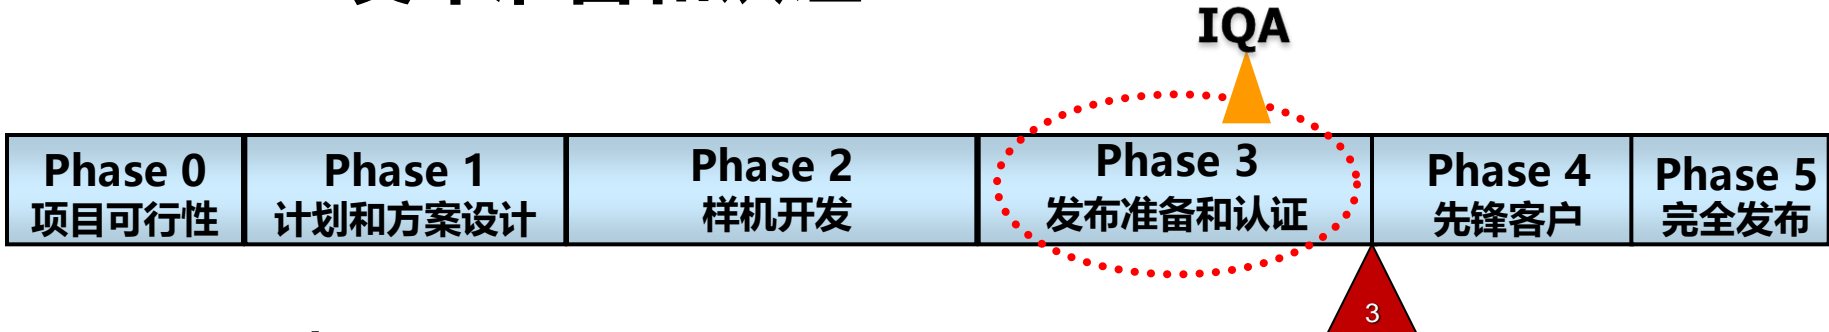 IQA
Phase 0
项目可行性
Phase 1
计划和方案设计
Phase 2
样机开发
Phase 3
发布准备和认证
Phase 4
先锋客户
Phase 5
完全发布
3